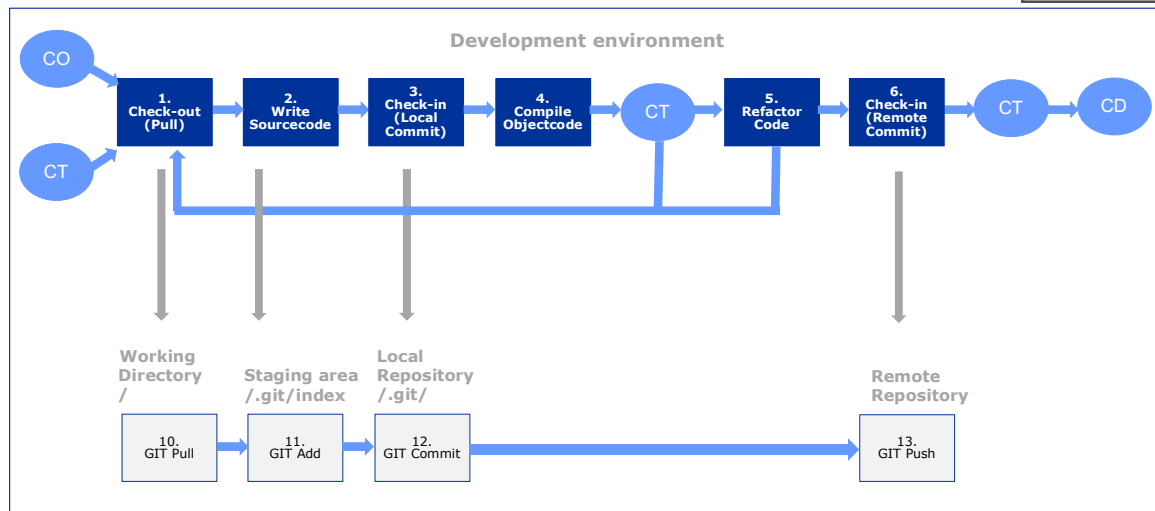 Development environment
CO
CT
1.
Check-out
(Pull)
2.
Write
Sourcecode
3.
Check-in
(Local
Commit)
4.
Compile
Objectcode
CT
5.
Refactor
Code
6.
Check-in
(Remote
Commit)
CT
CD
Working
Directory
/
Staging area
/.git/index
Local
Repository
/.git/
Remote
Repository
10.
GIT Pull
11.
GIT Add
12.
GIT Commit
13.
GIT Push